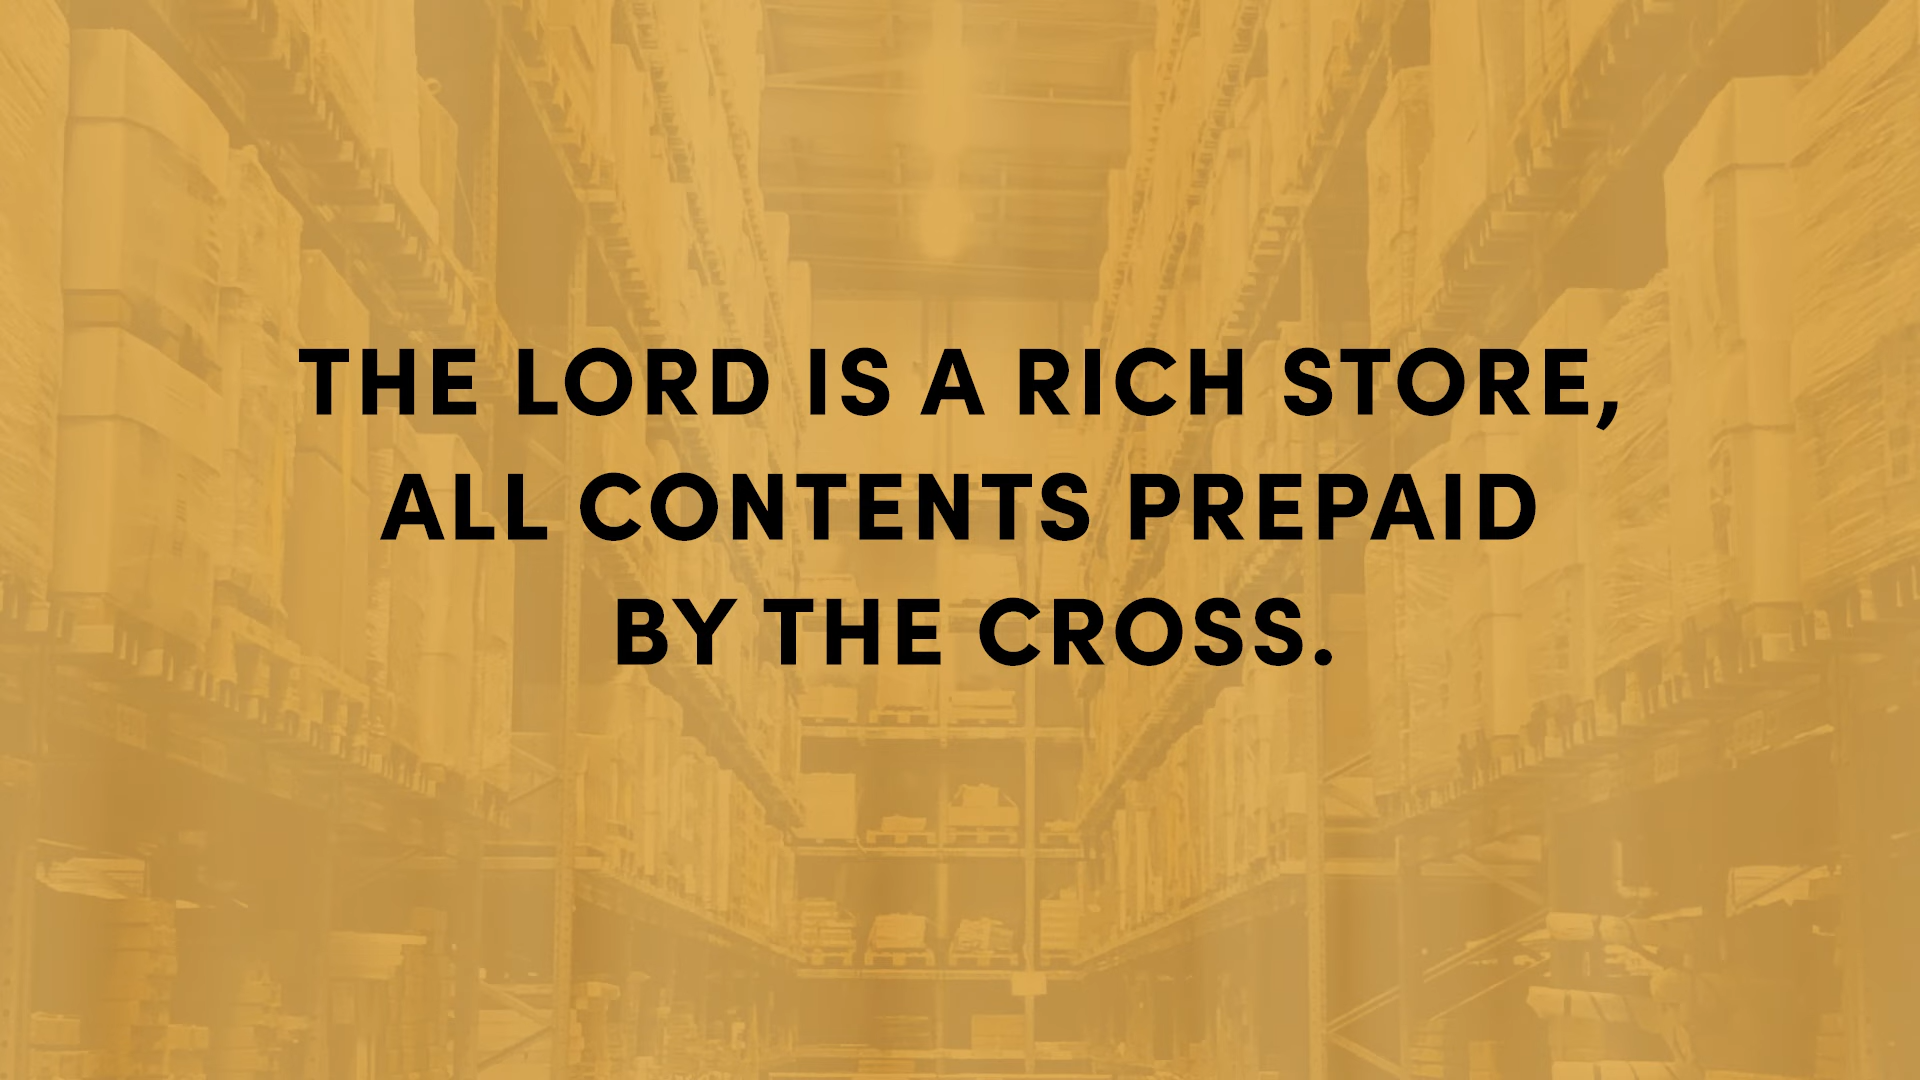 THE LORD IS A RICH STORE,
ALL CONTENTS PREPAID
BY THE CROSS.